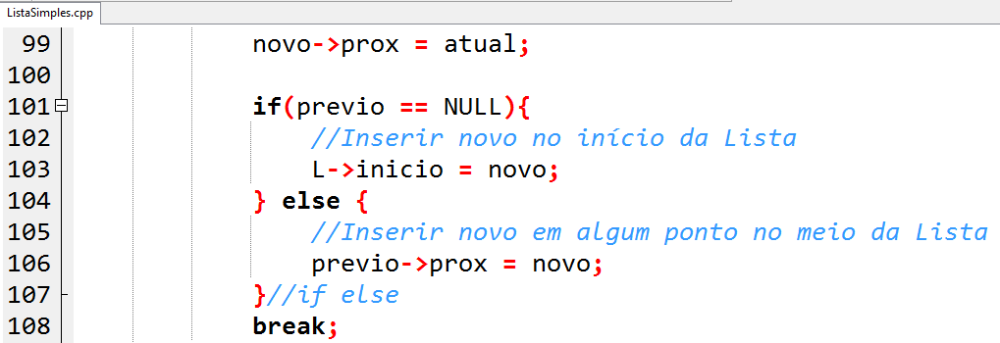 ListaSimples.cpp
99 novo->prox = atual;
100
101 if(previo == NULL){
102 //Inserir novo no início da Lista
103 L->inicio = novo;
104 } else {
105 //Inserir novo em algum ponto no meio da Lista
106 previo->prox = novo;
107 }//if else
108 break;